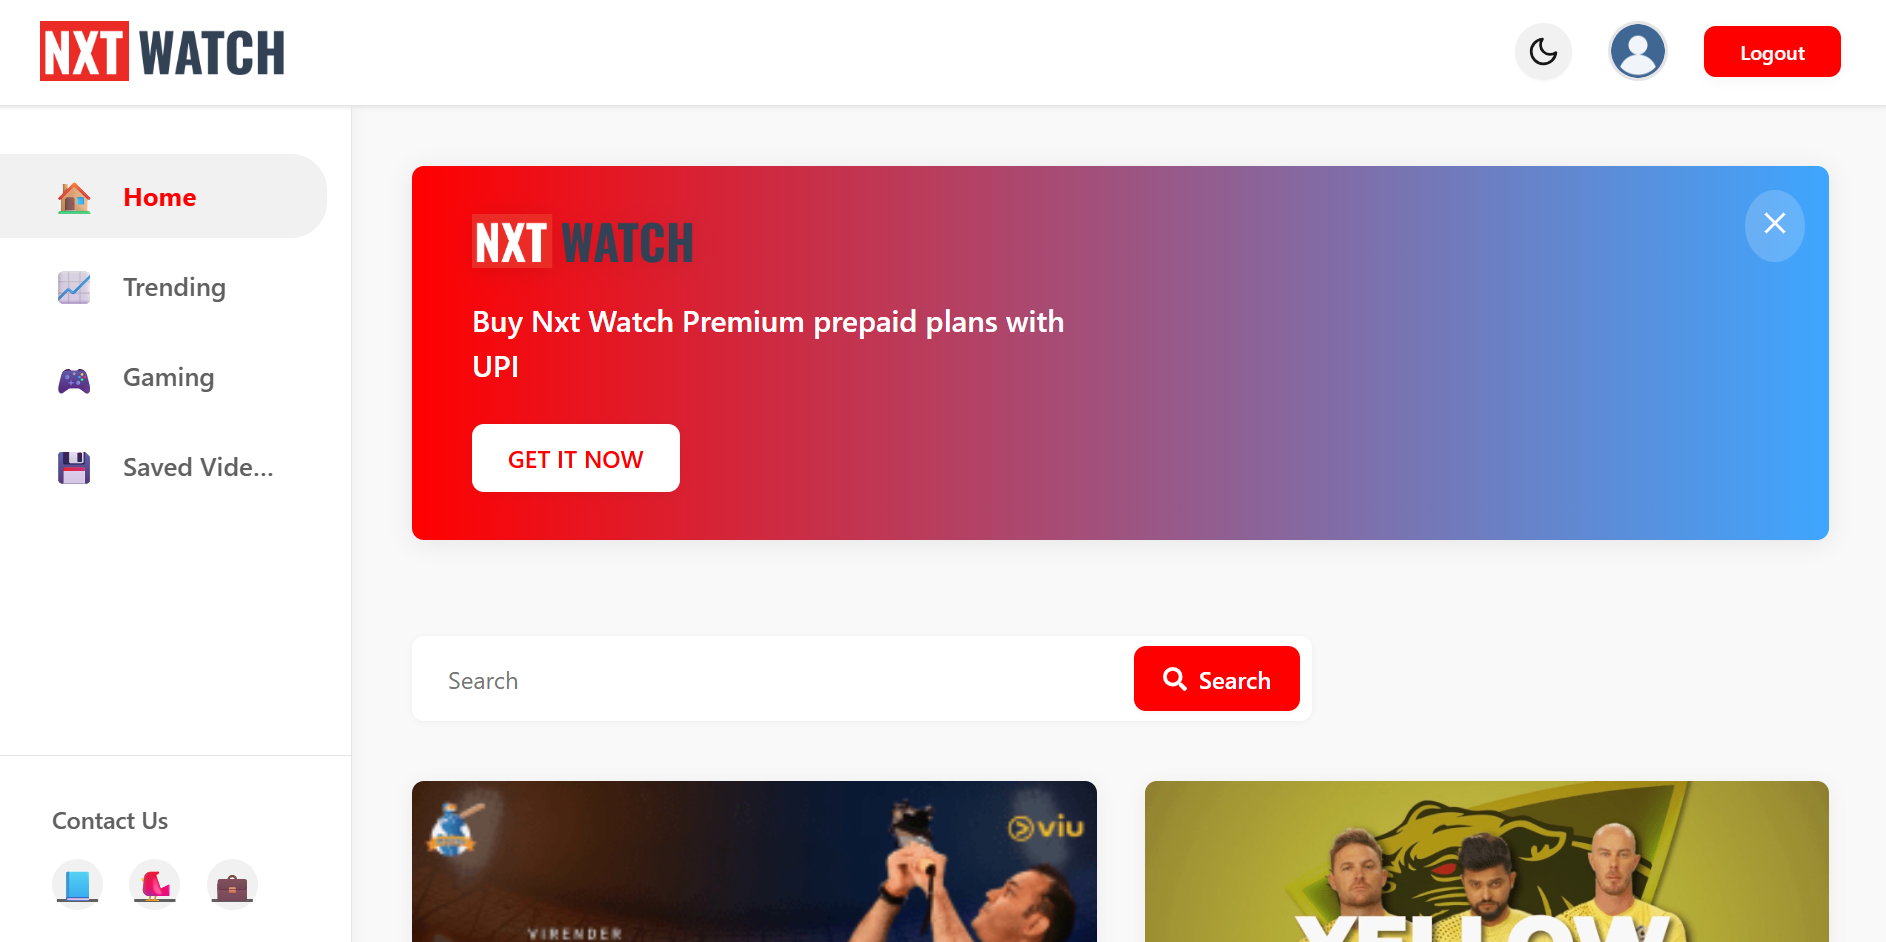 NXT WATCH
Logout
Home
Trending
Gaming
Saved Vide...
Contact Us
NXT WATCH
Buy Nxt Watch Premium prepaid plans with
UPI
GET IT NOW
Search
Search
viu
VIRENDER
YELLOW